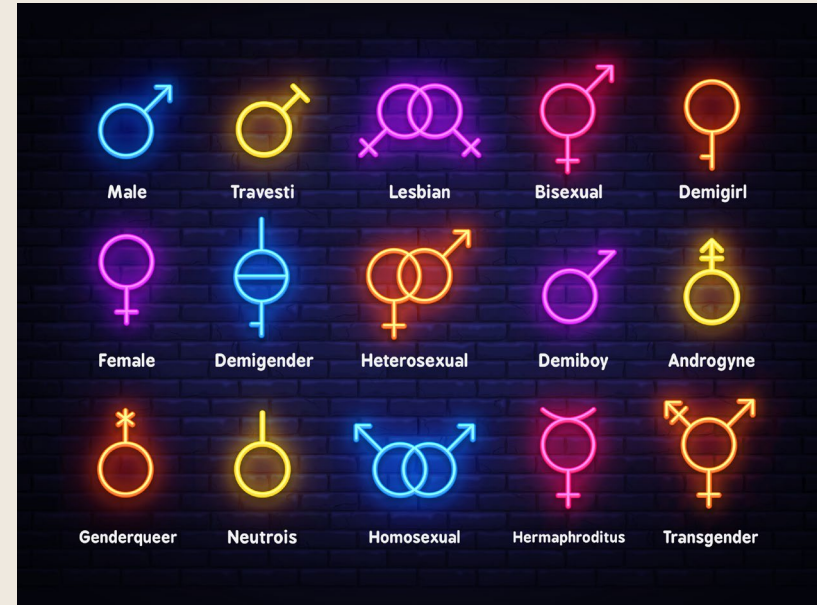 Male
Travesti
Lesbian
Bisexual
Demigirl
Female
Demigender
Heterosexual
Demiboy
Androgyne
Genderqueer
Neutrois
Homosexual
Hermaphroditus
Transgender